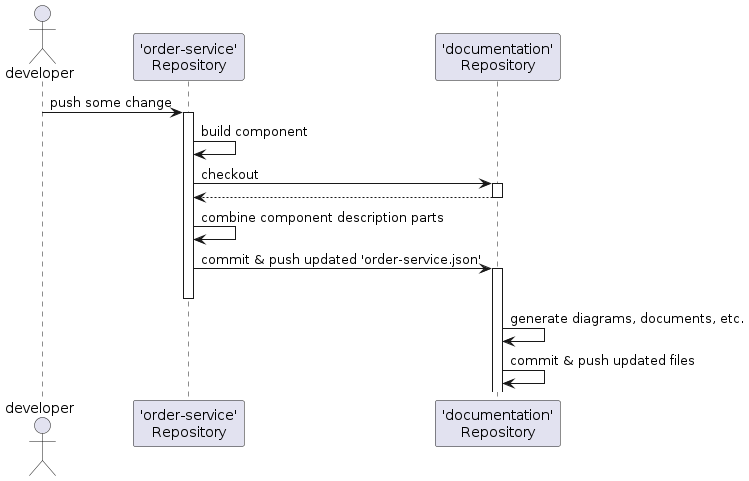 developer
'order-service'
Repository
'documentation'
Repository
push some change
build component
checkout
combine component description parts
commit & push updated 'order-service.json'
generate diagrams, documents, etc.
commit & push updated files
developer
'order-service'
Repository
'documentation'
Repository